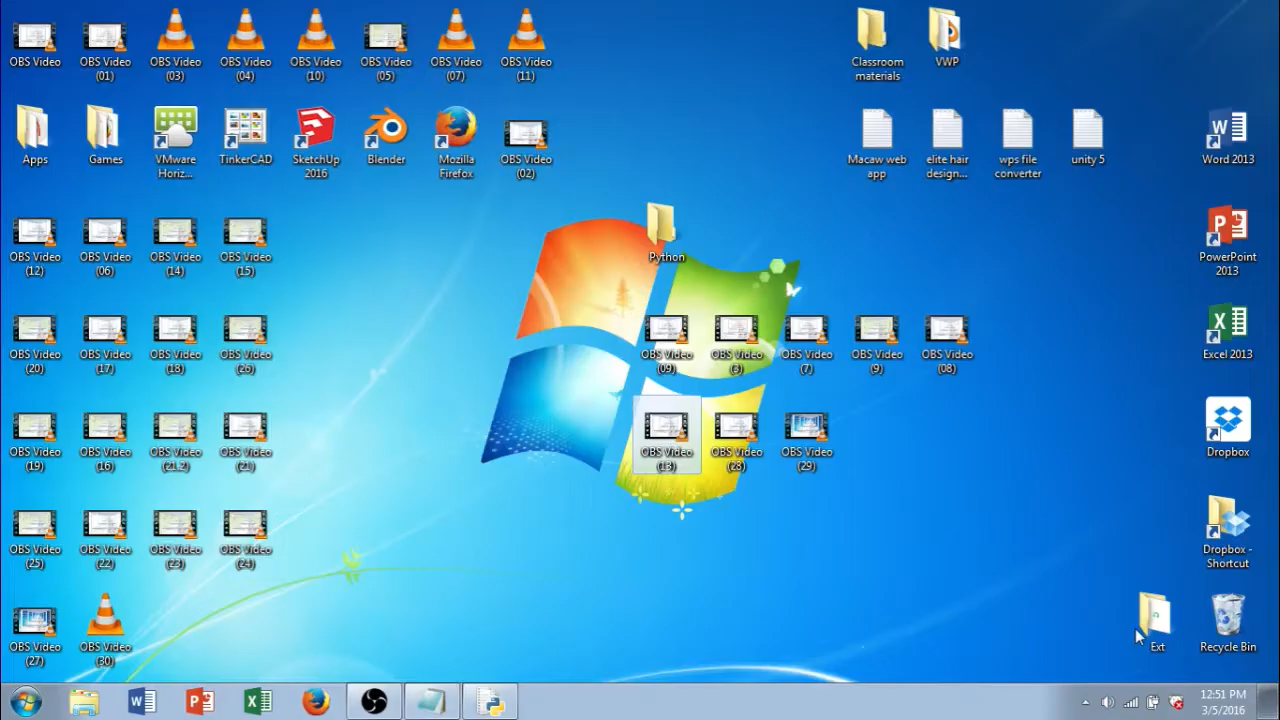 OBS Video
OBS Video
(01)
OBS Video
(03)
OBS Video
(04)
OBS Video
(10)
OBS Video
(05)
OBS Video
(07)
OBS Video
(11)
Classroom
materials
VWP
Apps
Games
VMware
Horiz...
TinkerCAD
SketchUp
2016
Blender
Mozilla
Firefox
OBS Video
(02)
Macaw web
app
elite hair
design...
wps file
converter
unity 5
Word 2013
OBS Video
(12)
OBS Video
(06)
OBS Video
(14)
OBS Video
(15)
Python
PowerPoint
2013
OBS Video
(20)
OBS Video
(17)
OBS Video
(18)
OBS Video
(26)
OBS Video
(09)
OBS Video
(3)
OBS Video
(7)
OBS Video
(9)
OBS Video
(08)
Excel 2013
OBS Video
(19)
OBS Video
(16)
OBS Video
(21.2)
OBS Video
(21)
OBS Video
(13)
OBS Video
(28)
OBS Video
(29)
Dropbox
OBS Video
(25)
OBS Video
(22)
OBS Video
(23)
OBS Video
(24)
Dropbox -
Shortcut
OBS Video
(27)
OBS Video
(30)
Ext
Recycle Bin
12:51 PM
3/5/2016